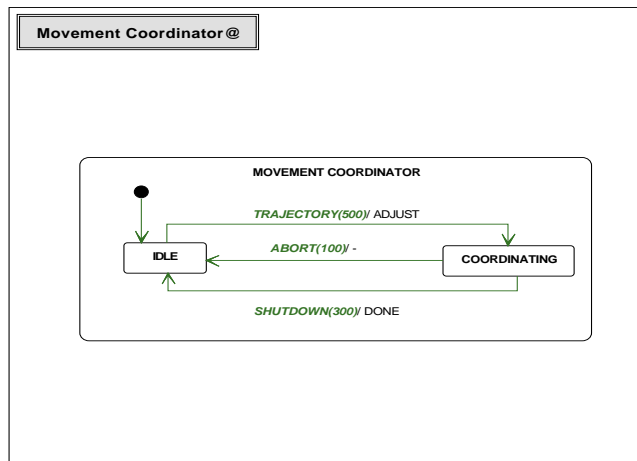 Movement Coordinator@
MOVEMENT COORDINATOR
TRAJECTORY(500)/ ADJUST
IDLE
ABORT(100)/ -
COORDINATING
SHUTDOWN(300)/ DONE